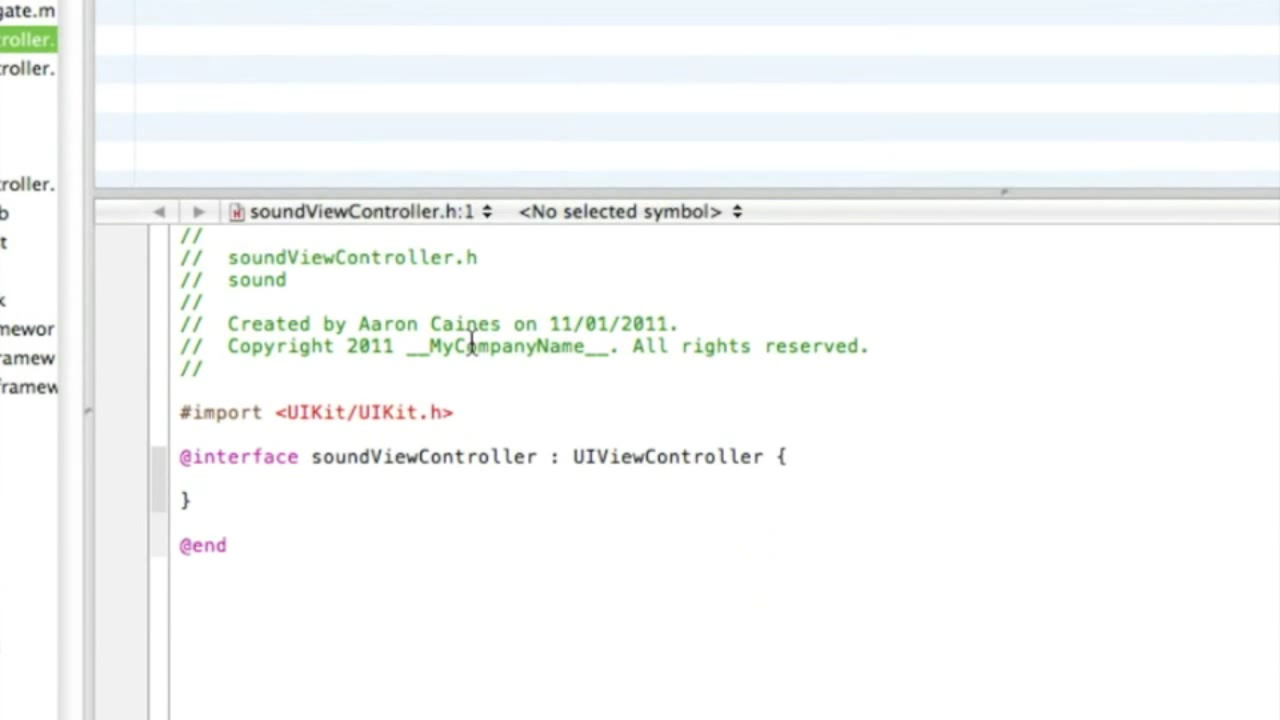 gate.m
roller.
roller.
roller.
b
t
k
mewor
ramew
framew
soundViewController.h:1 <No selected symbol>
//
// soundViewController.h
// sound
//
// Created by Aaron Caines on 11/01/2011.
// Copyright 2011 __MyCompanyName__. All rights reserved.
//
#import <UIKit/UIKit.h>
@interface soundViewController : UIViewController {
}
@end